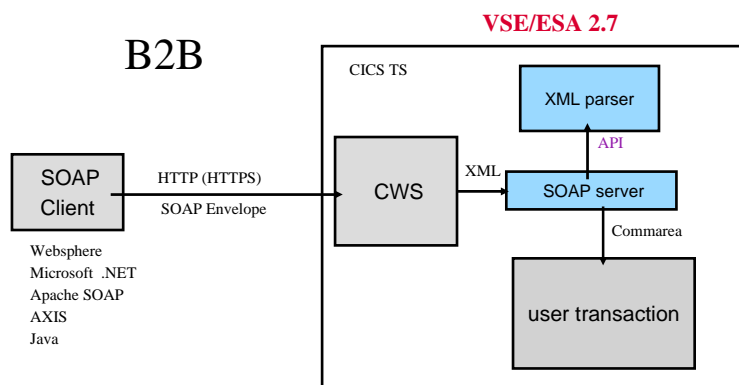 VSE/ESA 2.7
B2B
CICS TS
XML parser
API
SOAP
Client
HTTP (HTTPS)
SOAP Envelope
CWS
XML
SOAP server
Commarea
Websphere
Microsoft .NET
Apache SOAP
AXIS
Java
user transaction